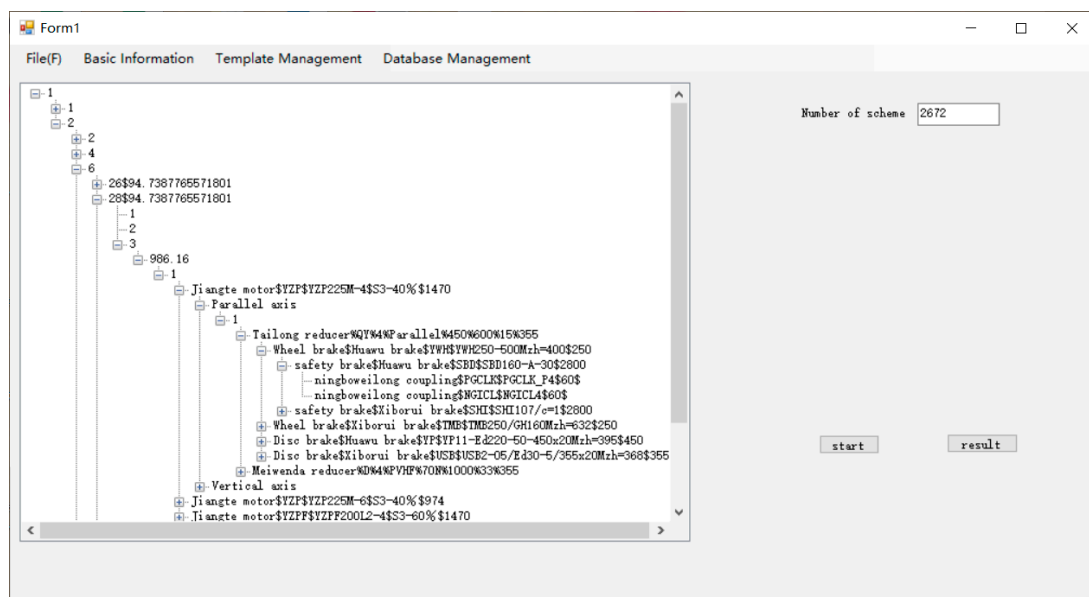 Form1
File(F) Basic Information Template Management Database Management
1
1
2
2
4
6
26$94.7387765571801
28$94.7387765571801
1
2
3
986.16
1
Jiangte motor$YZP$YZP225M-4$S3-40%$1470
Parallel axis
1
Tailong reducer%QY%4%Parallel%450%600%15%355
Wheel brake$Huawu brake$YWH$YWH250-500Mzh=400$250
safety brake$Huawu brake$SBD$SBD160-A-30$2800
ningboweilong coupling$PGCLK$PGCLK_P4$60$
ningboweilong coupling$NGICL$NGICL4$60$
safety brake$Xiborui brake$SHI$SHI107/c=1$2800
Wheel brake$Xiborui brake$TMB$TMB250/GH160Mzh=632$250
Disc brake$Huawu brake$YP$YP11-Ed220-50-450x20Mzh=395$450
Disc brake$Xiborui brake$USB$USB2-05/Ed30-5/355x20Mzh=368$355
Meiwenda reducer%D%4%PVHF%70N%1000%33%355
Vertical axis
Jiangte motor$YZP$YZP225M-6$S3-40%$974
Jiangte motor$YZPF$YZPF200L2-4$S3-60%$1470
Number of scheme 2672
start result